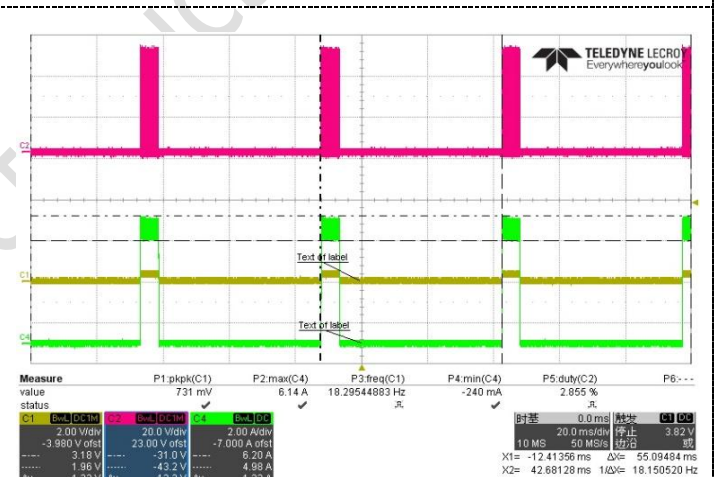 TELEDYNE LECROY
Everywhereyoulook
C2
Text of label
C1
Text of label
C4
Measure P1:pkpk(C1) P2:max(C4) P3:freq(C1) P4:min(C4) P5:duty(C2) P6:- - -
value 731 mV 6.14 A 18.29544883 Hz -240 mA 2.855 %
status
C1 BwL DC1M C2 BwL DC1M C4 BwL DC
2.00 V/div 20.0 V/div 2.00 A/div
-3.980 V ofst 23.00 V ofst -7.000 A ofst
3.18 V -31.0 V 6.20 A
1.96 V -43.2 V 4.98 A
时基 0.0 ms 触发 C1 DC
20.0 ms/div 停止 3.82 V
10 MS 50 MS/s 边沿 或
X1= -12.41356 ms ΔX= 55.09484 ms
X2= 42.68128 ms 1/ΔX= 18.150520 Hz